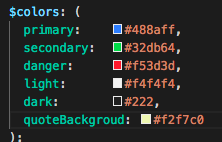 $colors: (
primary: #488aff,
secondary: #32db64,
danger: #f53d3d,
light: #f4f4f4,
dark: #222,
quoteBackgroud: #f2f7c0
);